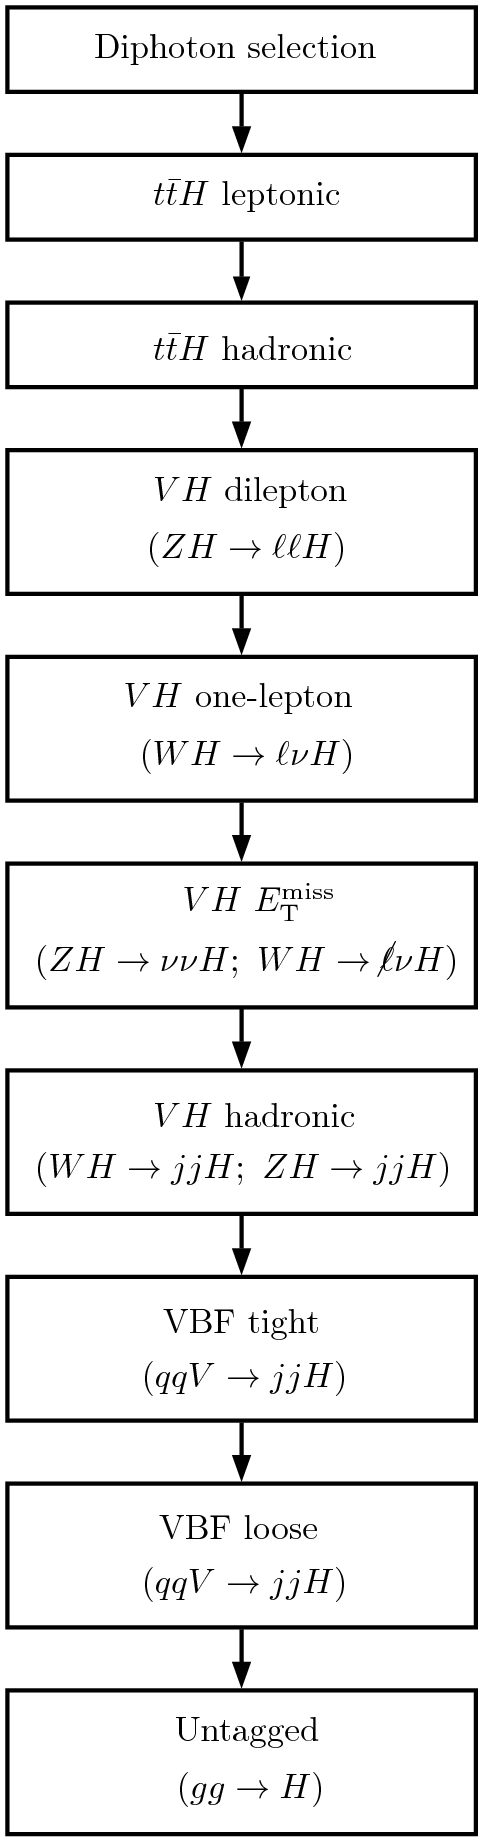 Diphoton selection
tt̄H leptonic
tt̄H hadronic
VH dilepton
(ZH → ℓℓH)
VH one-lepton
(WH → ℓνH)
VH E_T^miss
(ZH → ννH; WH → ℓ̸νH)
VH hadronic
(WH → jjH; ZH → jjH)
VBF tight
(qqV → jjH)
VBF loose
(qqV → jjH)
Untagged
(gg → H)